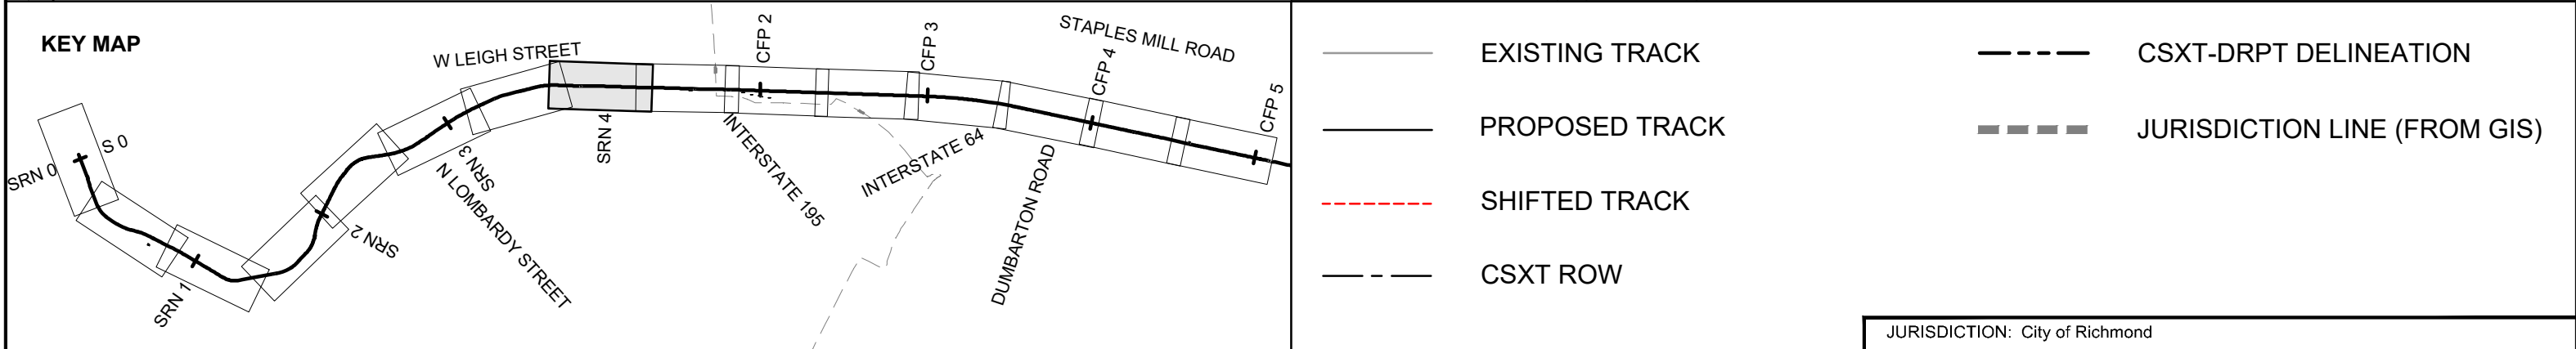 KEY MAP
W LEIGH STREET
CFP 2
CFP 3
STAPLES MILL ROAD
CFP 4
CFP 5
S 0
SRN 0
SRN 1
SRN 2
SRN 3
N LOMBARDY STREET
SRN 4
INTERSTATE 195
INTERSTATE 64
DUMBARTON ROAD
EXISTING TRACK
PROPOSED TRACK
SHIFTED TRACK
CSXT ROW
CSXT-DRPT DELINEATION
JURISDICTION LINE (FROM GIS)
JURISDICTION: City of Richmond